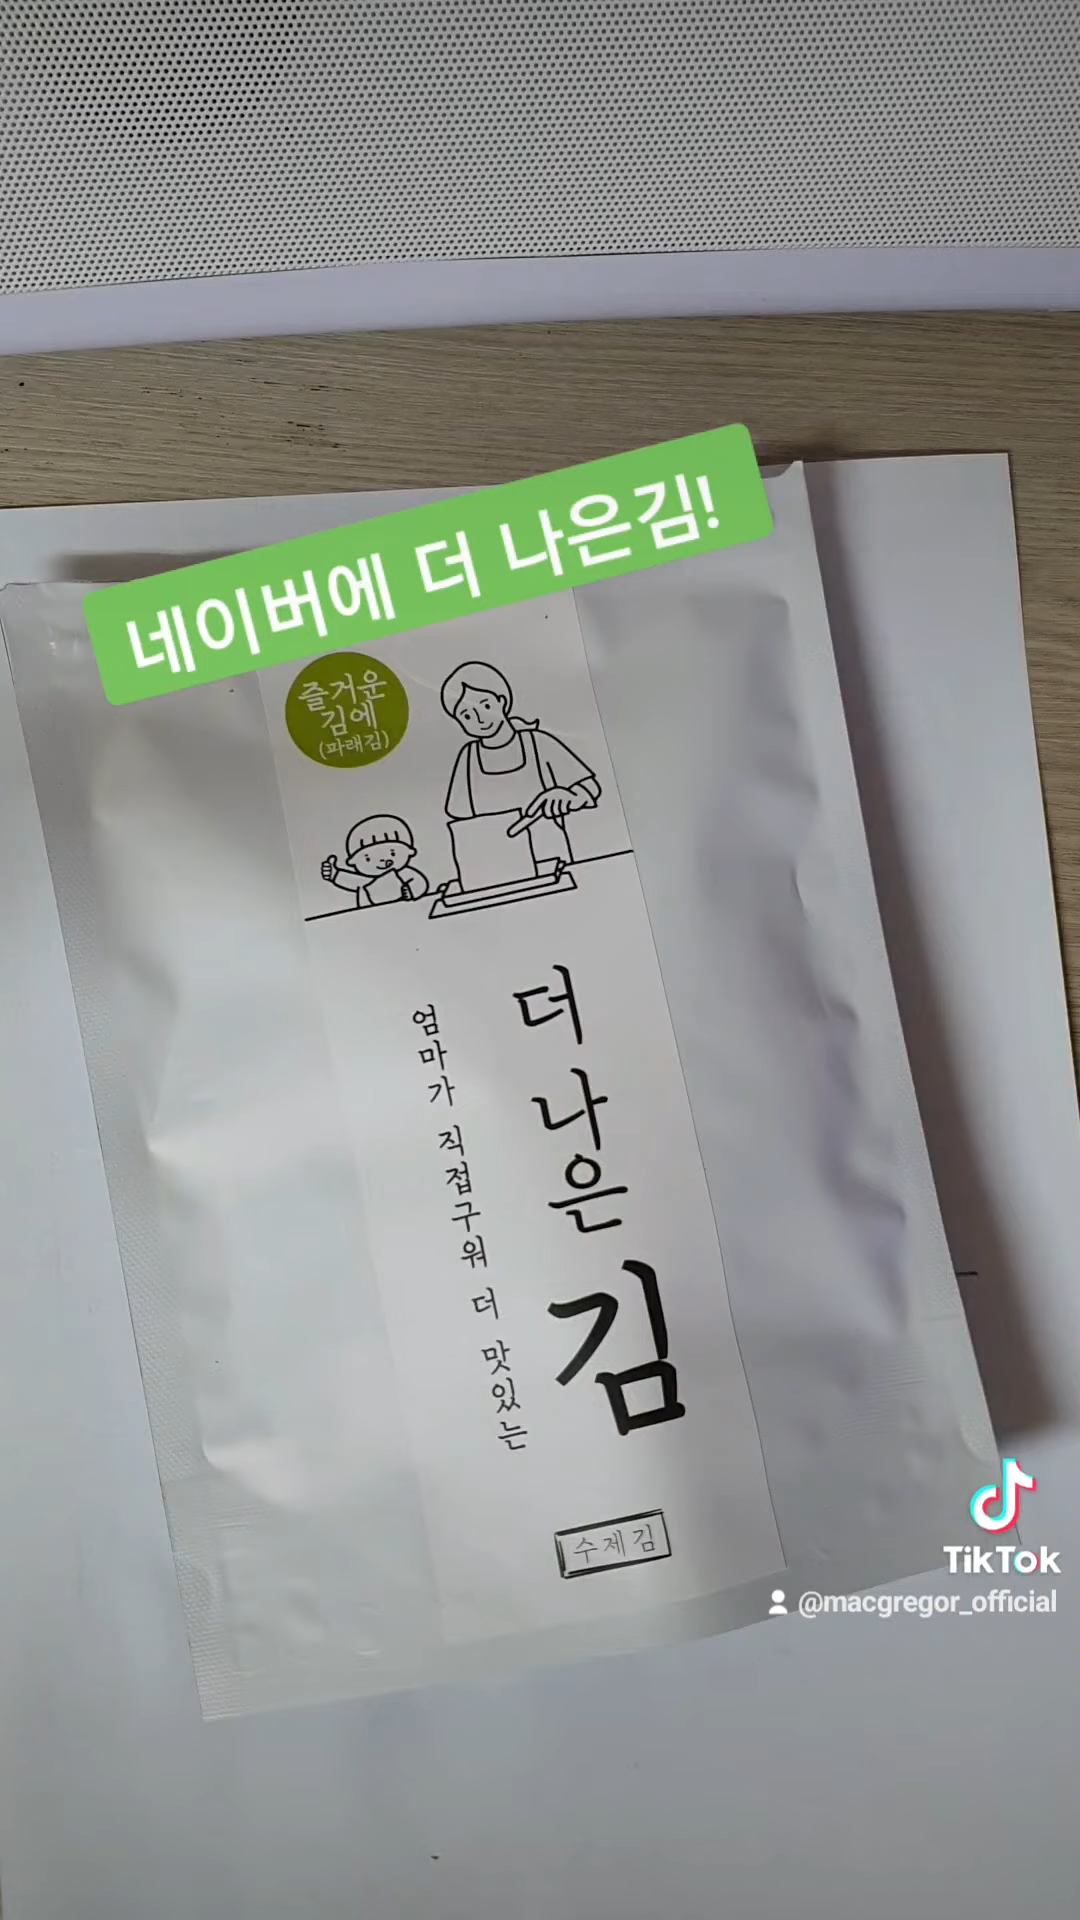 네이버에 더 나은김!
즐거운
김에
(파래김)
더 나은 김
엄마가 직접구워 더 맛있는
수제김
TikTok
@macgregor_official